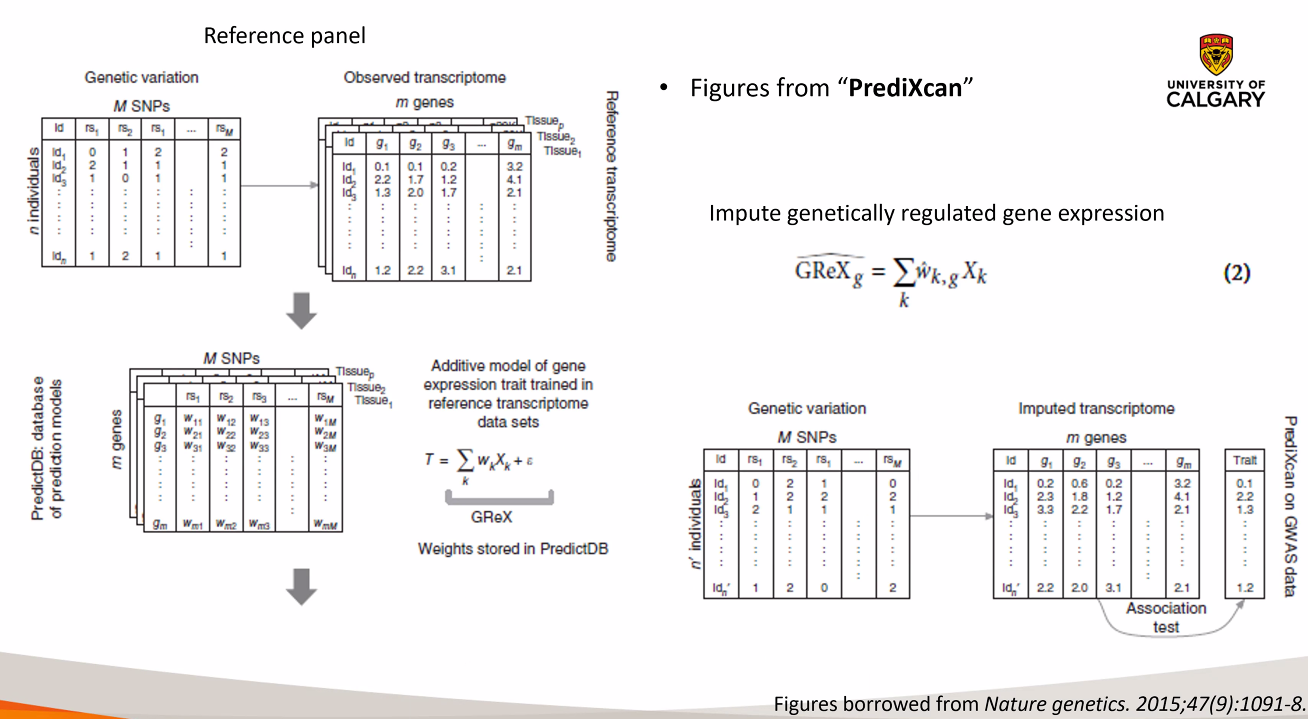 Reference panel
Genetic variation
M SNPs
n individuals
Id rs1 rs2 rs1 ... rsM
Id1 0 1 2 2
Id2 2 1 1 1
Id3 1 0 1 1
: : : : : :
: : : : : :
: : : : : :
: : : : : :
:
Idn 1 2 1 1
Observed transcriptome
m genes
Tissuep
Tissue2
Tissue1
Id g1 g2 g3 ... gm
Id1 0.1 0.1 0.2 3.2
Id2 2.2 1.7 1.2 4.1
Id3 1.3 2.0 1.7 2.1
: : : : : :
: : : : : :
: : : : : :
: : : : : :
:
Idn 1.2 2.2 3.1 2.1
Reference transcriptome
PredictDB: database
of prediction models
M SNPs
m genes
Tissuep
Tissue2
Tissue1
rs1 rs2 rs3 ... rsM
g1 w11 w12 w13 w1M
g2 w21 w22 w23 w2M
g3 w31 w32 w33 w3M
: : : : : :
: : : : : :
: : : : : :
: : : : : :
:
gm wm1 wm2 wm3 wmM
Additive model of gene
expression trait trained in
reference transcriptome
data sets
T = ∑ wkXk + ε
k
GReX
Weights stored in PredictDB
• Figures from “PrediXcan”
UNIVERSITY OF
CALGARY
Impute genetically regulated gene expression
GReXg = ∑ ŵk,g Xk (2)
k
Genetic variation
M SNPs
n′ individuals
Id rs1 rs2 rs1 ... rsM
Id1 0 2 1 0
Id2 1 2 2 2
Id3 2 1 1 1
: : : : : :
: : : : : :
: : : : : :
: : : : : :
:
Idn′ 1 2 0 2
Imputed transcriptome
m genes
Id g1 g2 g3 ... gm
Id1 0.2 0.6 0.2 3.2
Id2 2.3 1.8 1.2 4.1
Id3 3.3 2.2 1.7 2.1
: : : : : :
: : : : : :
: : : : : :
: : : : : :
:
Idn′ 2.2 2.0 3.1 2.1
Trait
0.1
2.2
1.3
:
:
:
:
1.2
Association
test
PrediXcan on GWAS data
Figures borrowed from Nature genetics. 2015;47(9):1091-8.